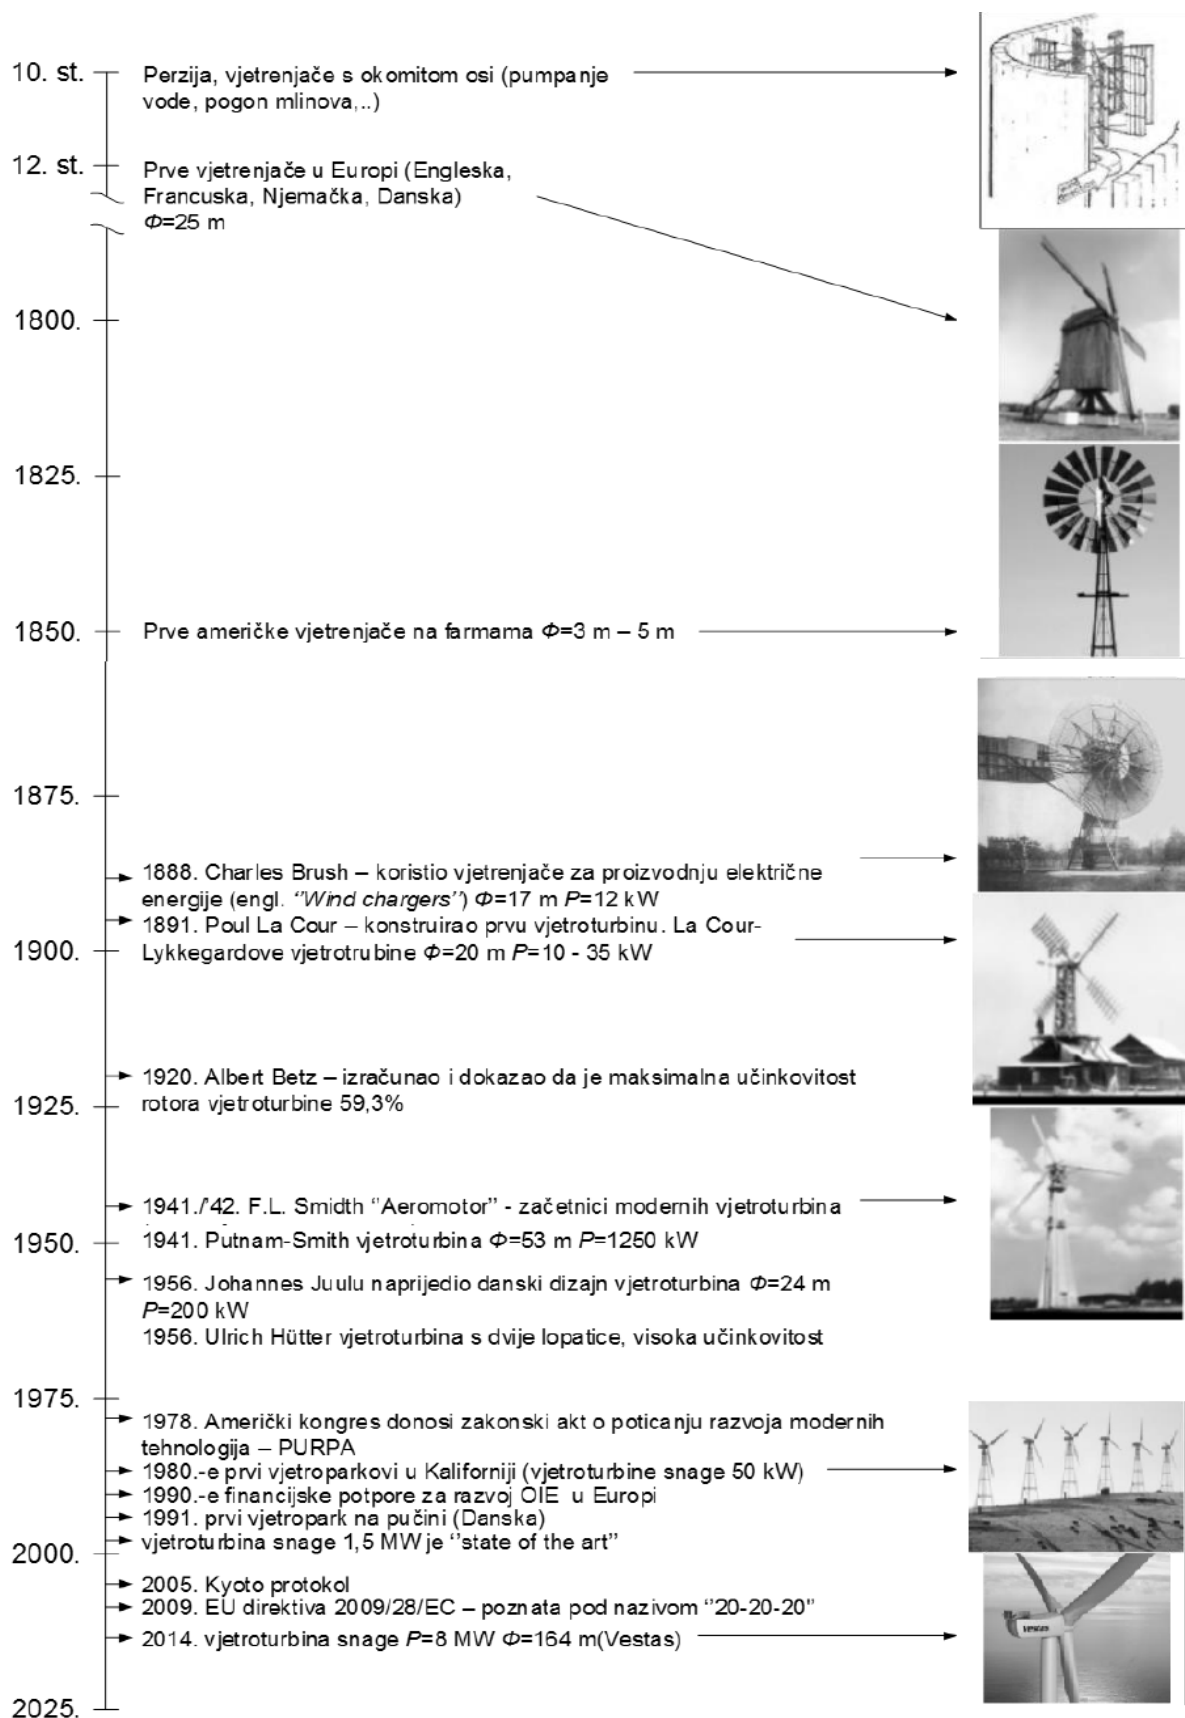 10. st.
Perzija, vjetrenjače s okomitom osi (pumpanje
vode, pogon mlinova,..)
12. st.
Prve vjetrenjače u Europi (Engleska,
Francuska, Njemačka, Danska)
Φ=25 m
1800.
1825.
1850.
Prve američke vjetrenjače na farmama Φ=3 m – 5 m
1875.
1888. Charles Brush – koristio vjetrenjače za proizvodnju električne
energije (engl. ‘‘Wind chargers’’) Φ=17 m P=12 kW
1891. Poul La Cour – konstruirao prvu vjetroturbinu. La Cour-
1900.
Lykkegardove vjetrotrubine Φ=20 m P=10 - 35 kW
1920. Albert Betz – izračunao i dokazao da je maksimalna učinkovitost
1925.
rotora vjetroturbine 59,3%
1941./’42. F.L. Smidth ‘‘Aeromotor’’ - začetnici modernih vjetroturbina
1950.
1941. Putnam-Smith vjetroturbina Φ=53 m P=1250 kW
1956. Johannes Juulu naprijedio danski dizajn vjetroturbina Φ=24 m
P=200 kW
1956. Ulrich Hütter vjetroturbina s dvije lopatice, visoka učinkovitost
1975.
1978. Američki kongres donosi zakonski akt o poticanju razvoja modernih
tehnologija – PURPA
1980.-e prvi vjetroparkovi u Kaliforniji (vjetroturbine snage 50 kW)
1990.-e financijske potpore za razvoj OIE u Europi
1991. prvi vjetropark na pučini (Danska)
vjetroturbina snage 1,5 MW je ‘‘state of the art’’
2000.
2005. Kyoto protokol
2009. EU direktiva 2009/28/EC – poznata pod nazivom ‘‘20-20-20’’
2014. vjetroturbina snage P=8 MW Φ=164 m(Vestas)
2025.